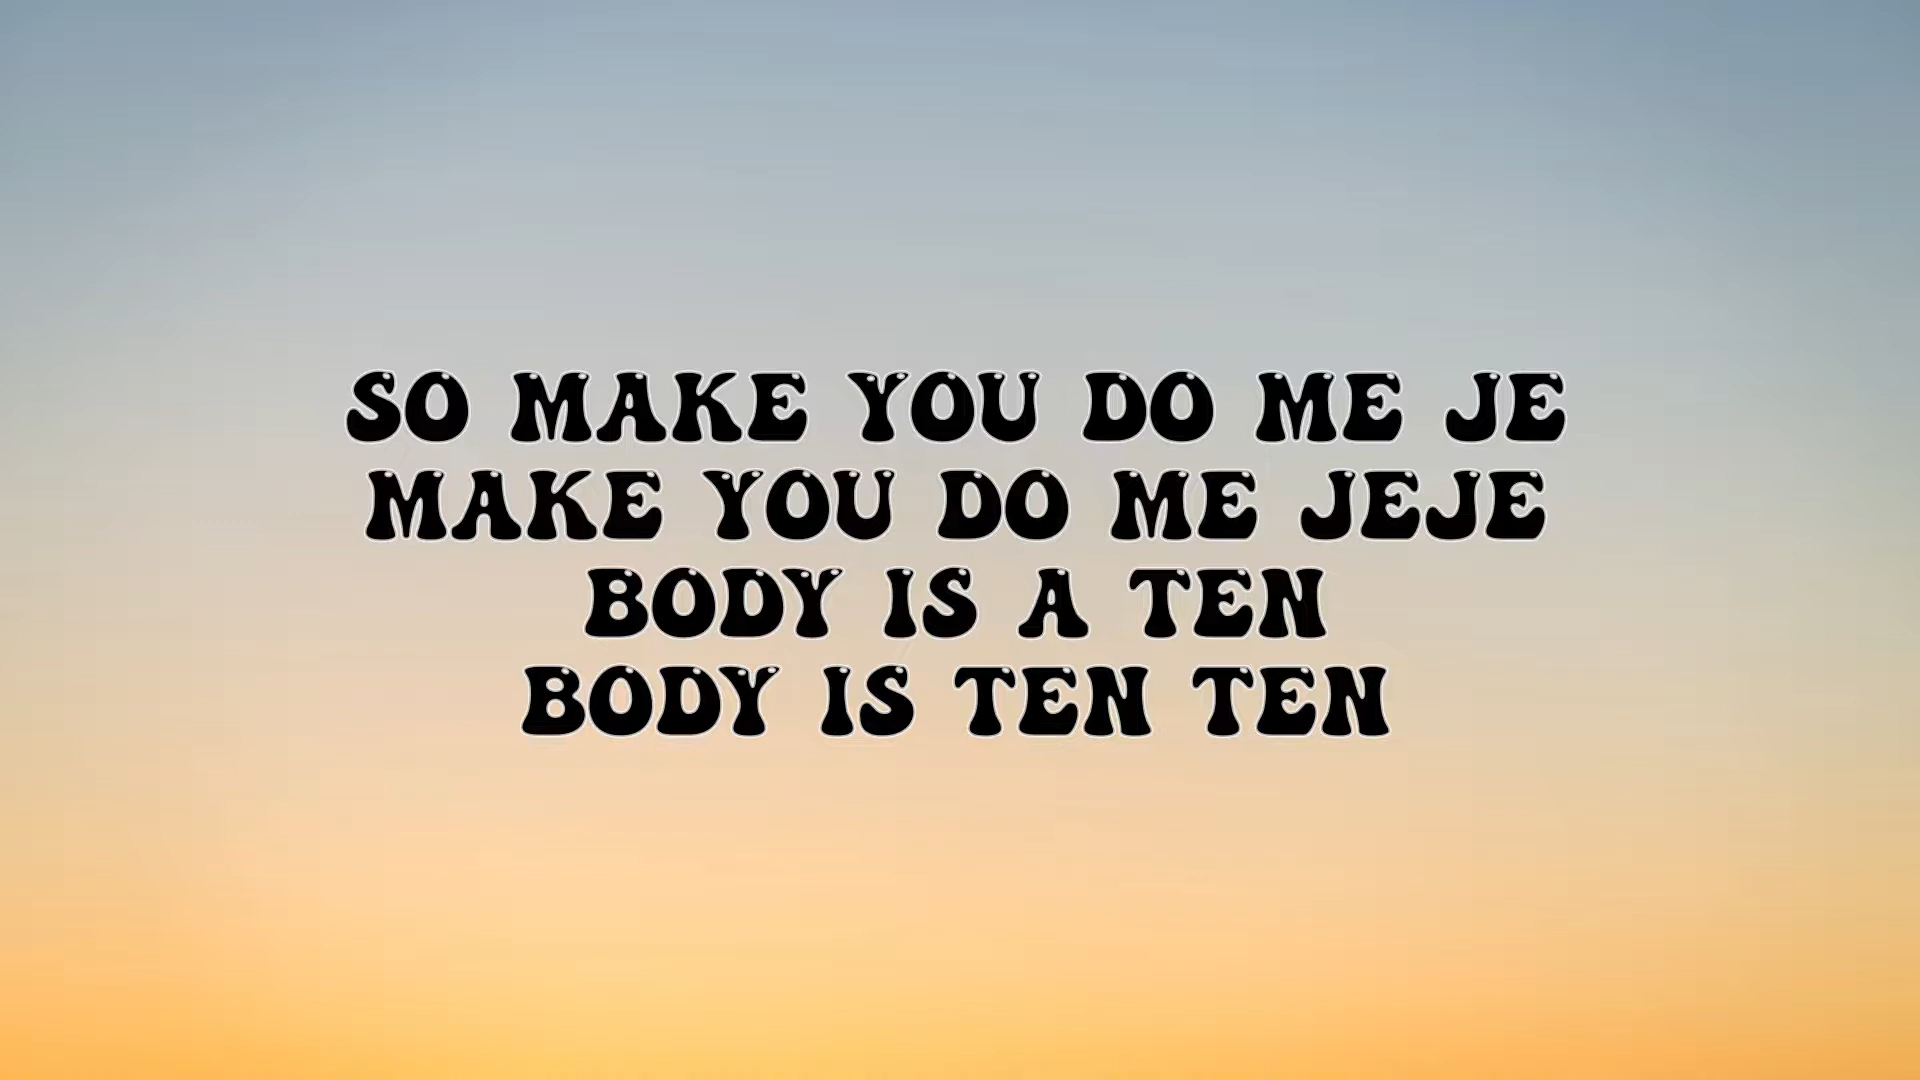 SO MAKE YOU DO ME JE
MAKE YOU DO ME JEJE
BODY IS A TEN
BODY IS TEN TEN